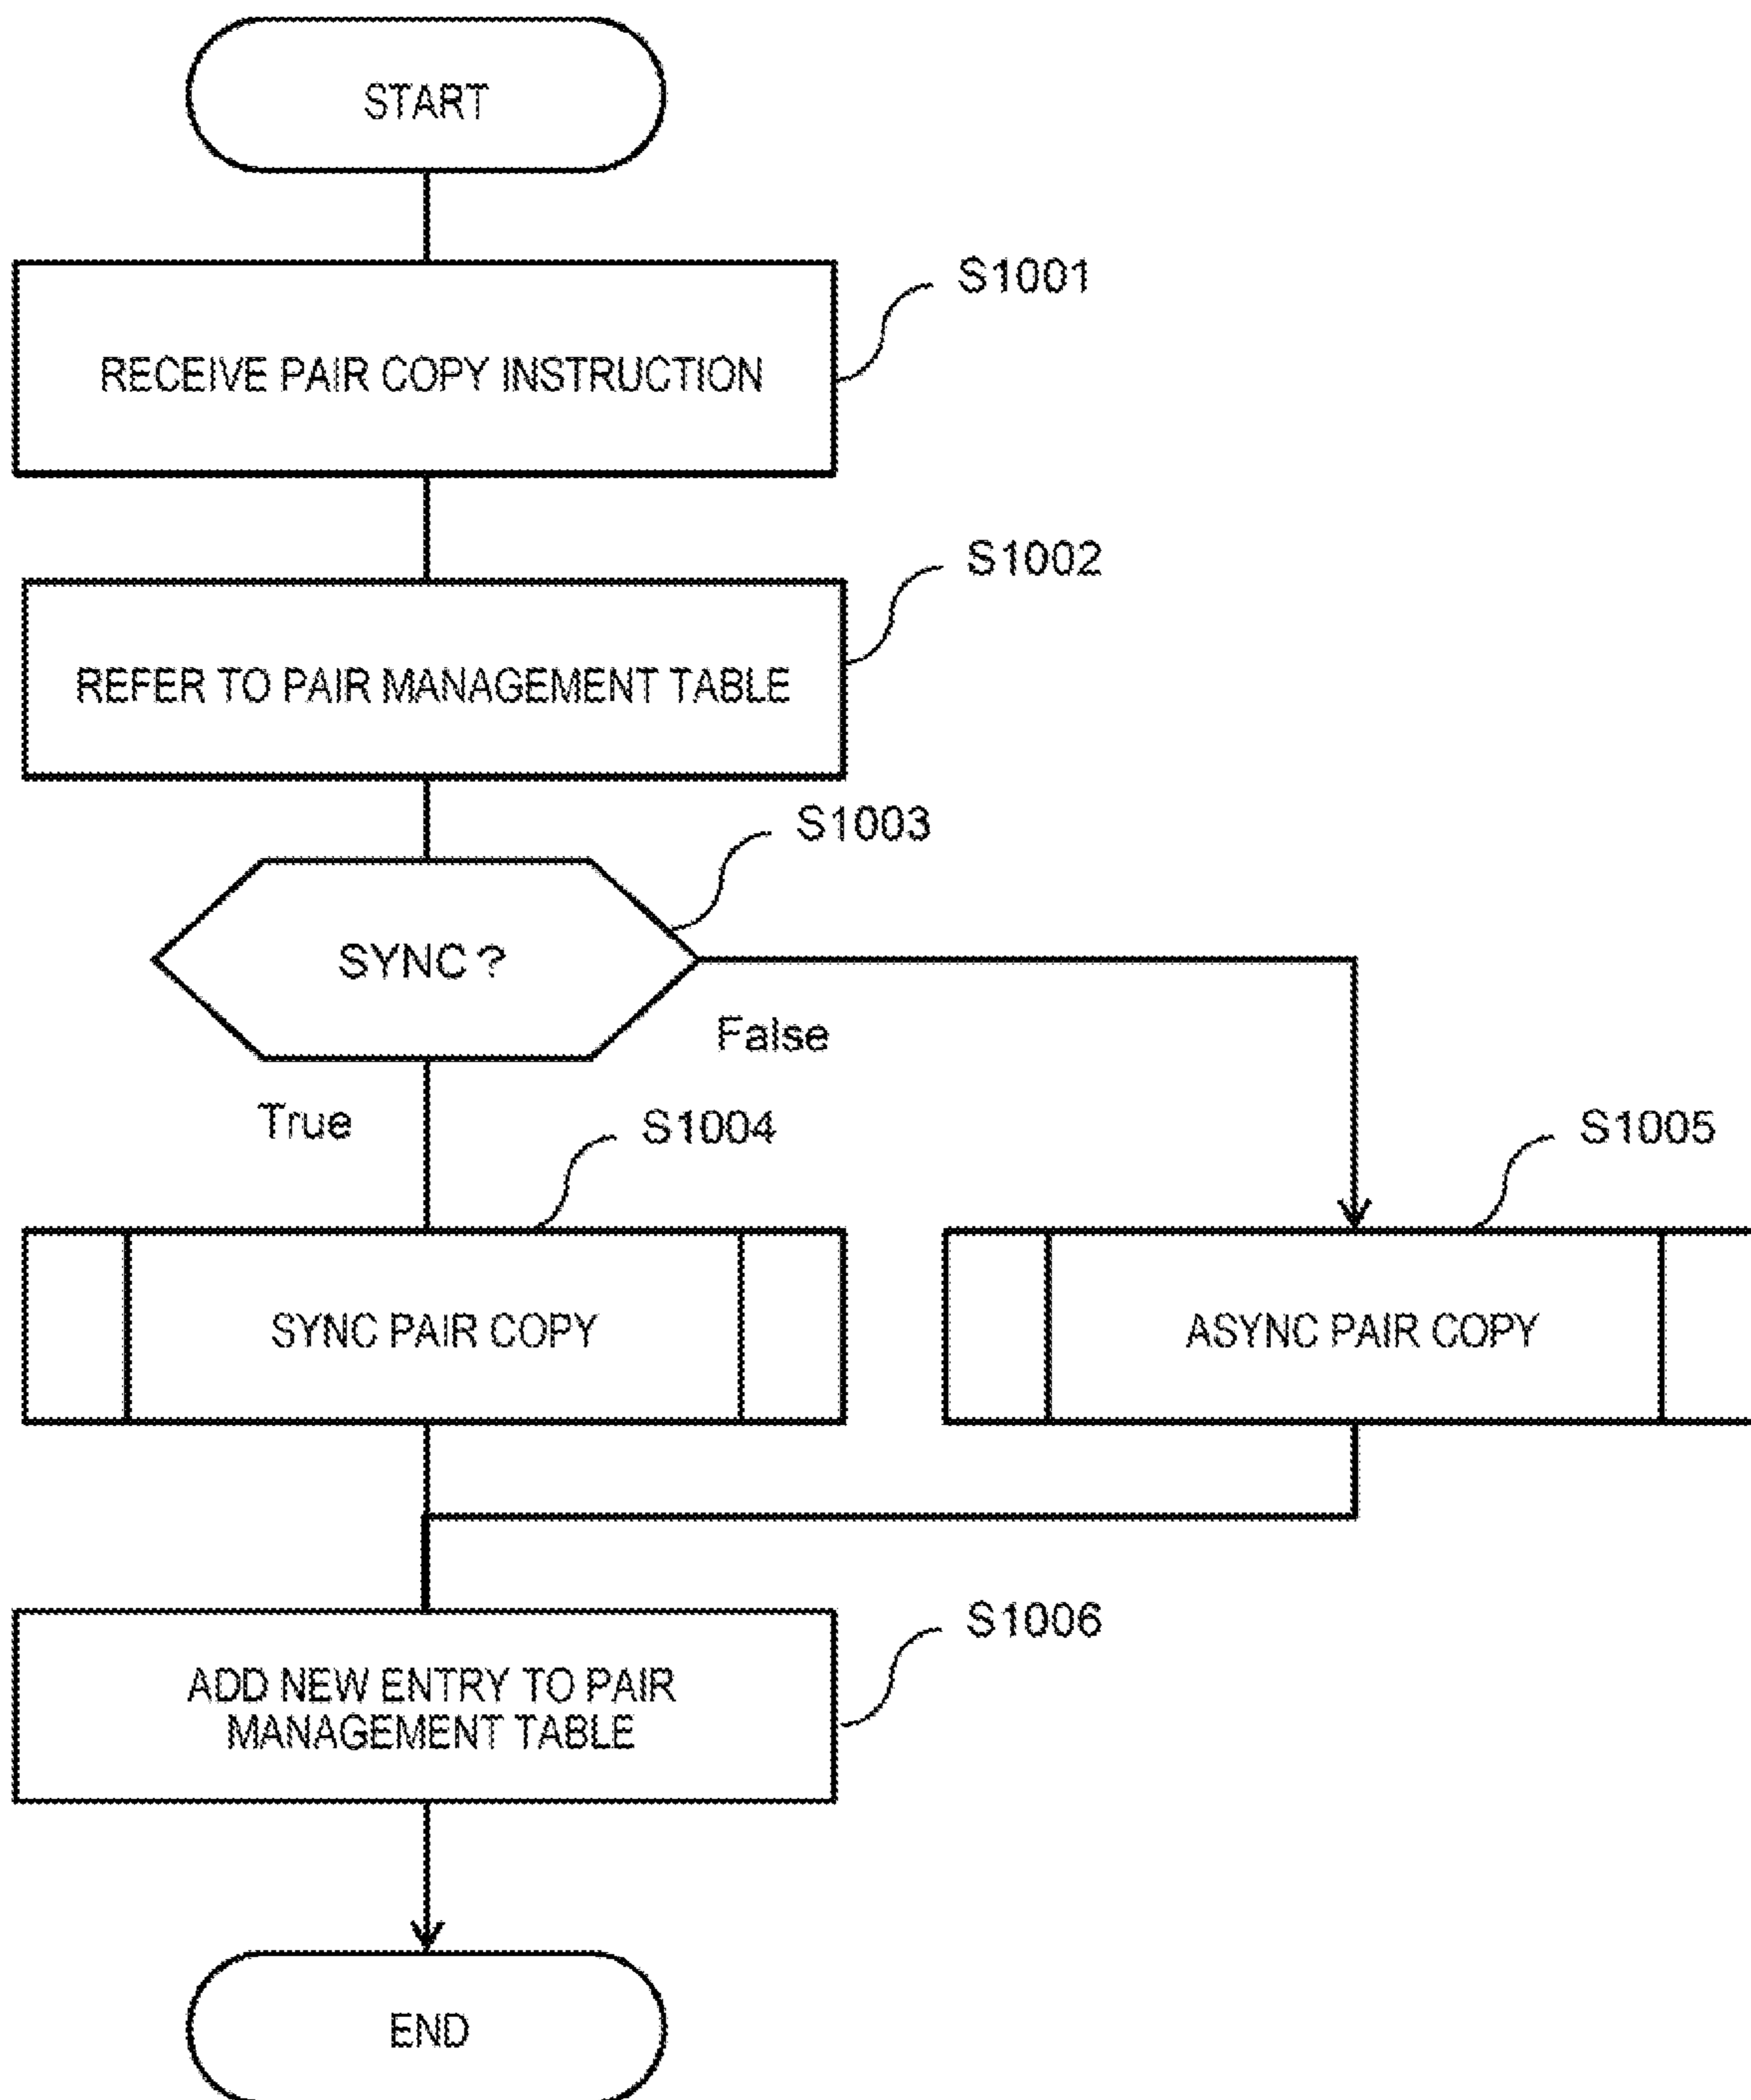 START
S1001
RECEIVE PAIR COPY INSTRUCTION
S1002
REFER TO PAIR MANAGEMENT TABLE
S1003
SYNC ?
False
True
S1004
S1005
SYNC PAIR COPY
ASYNC PAIR COPY
S1006
ADD NEW ENTRY TO PAIR
MANAGEMENT TABLE
END